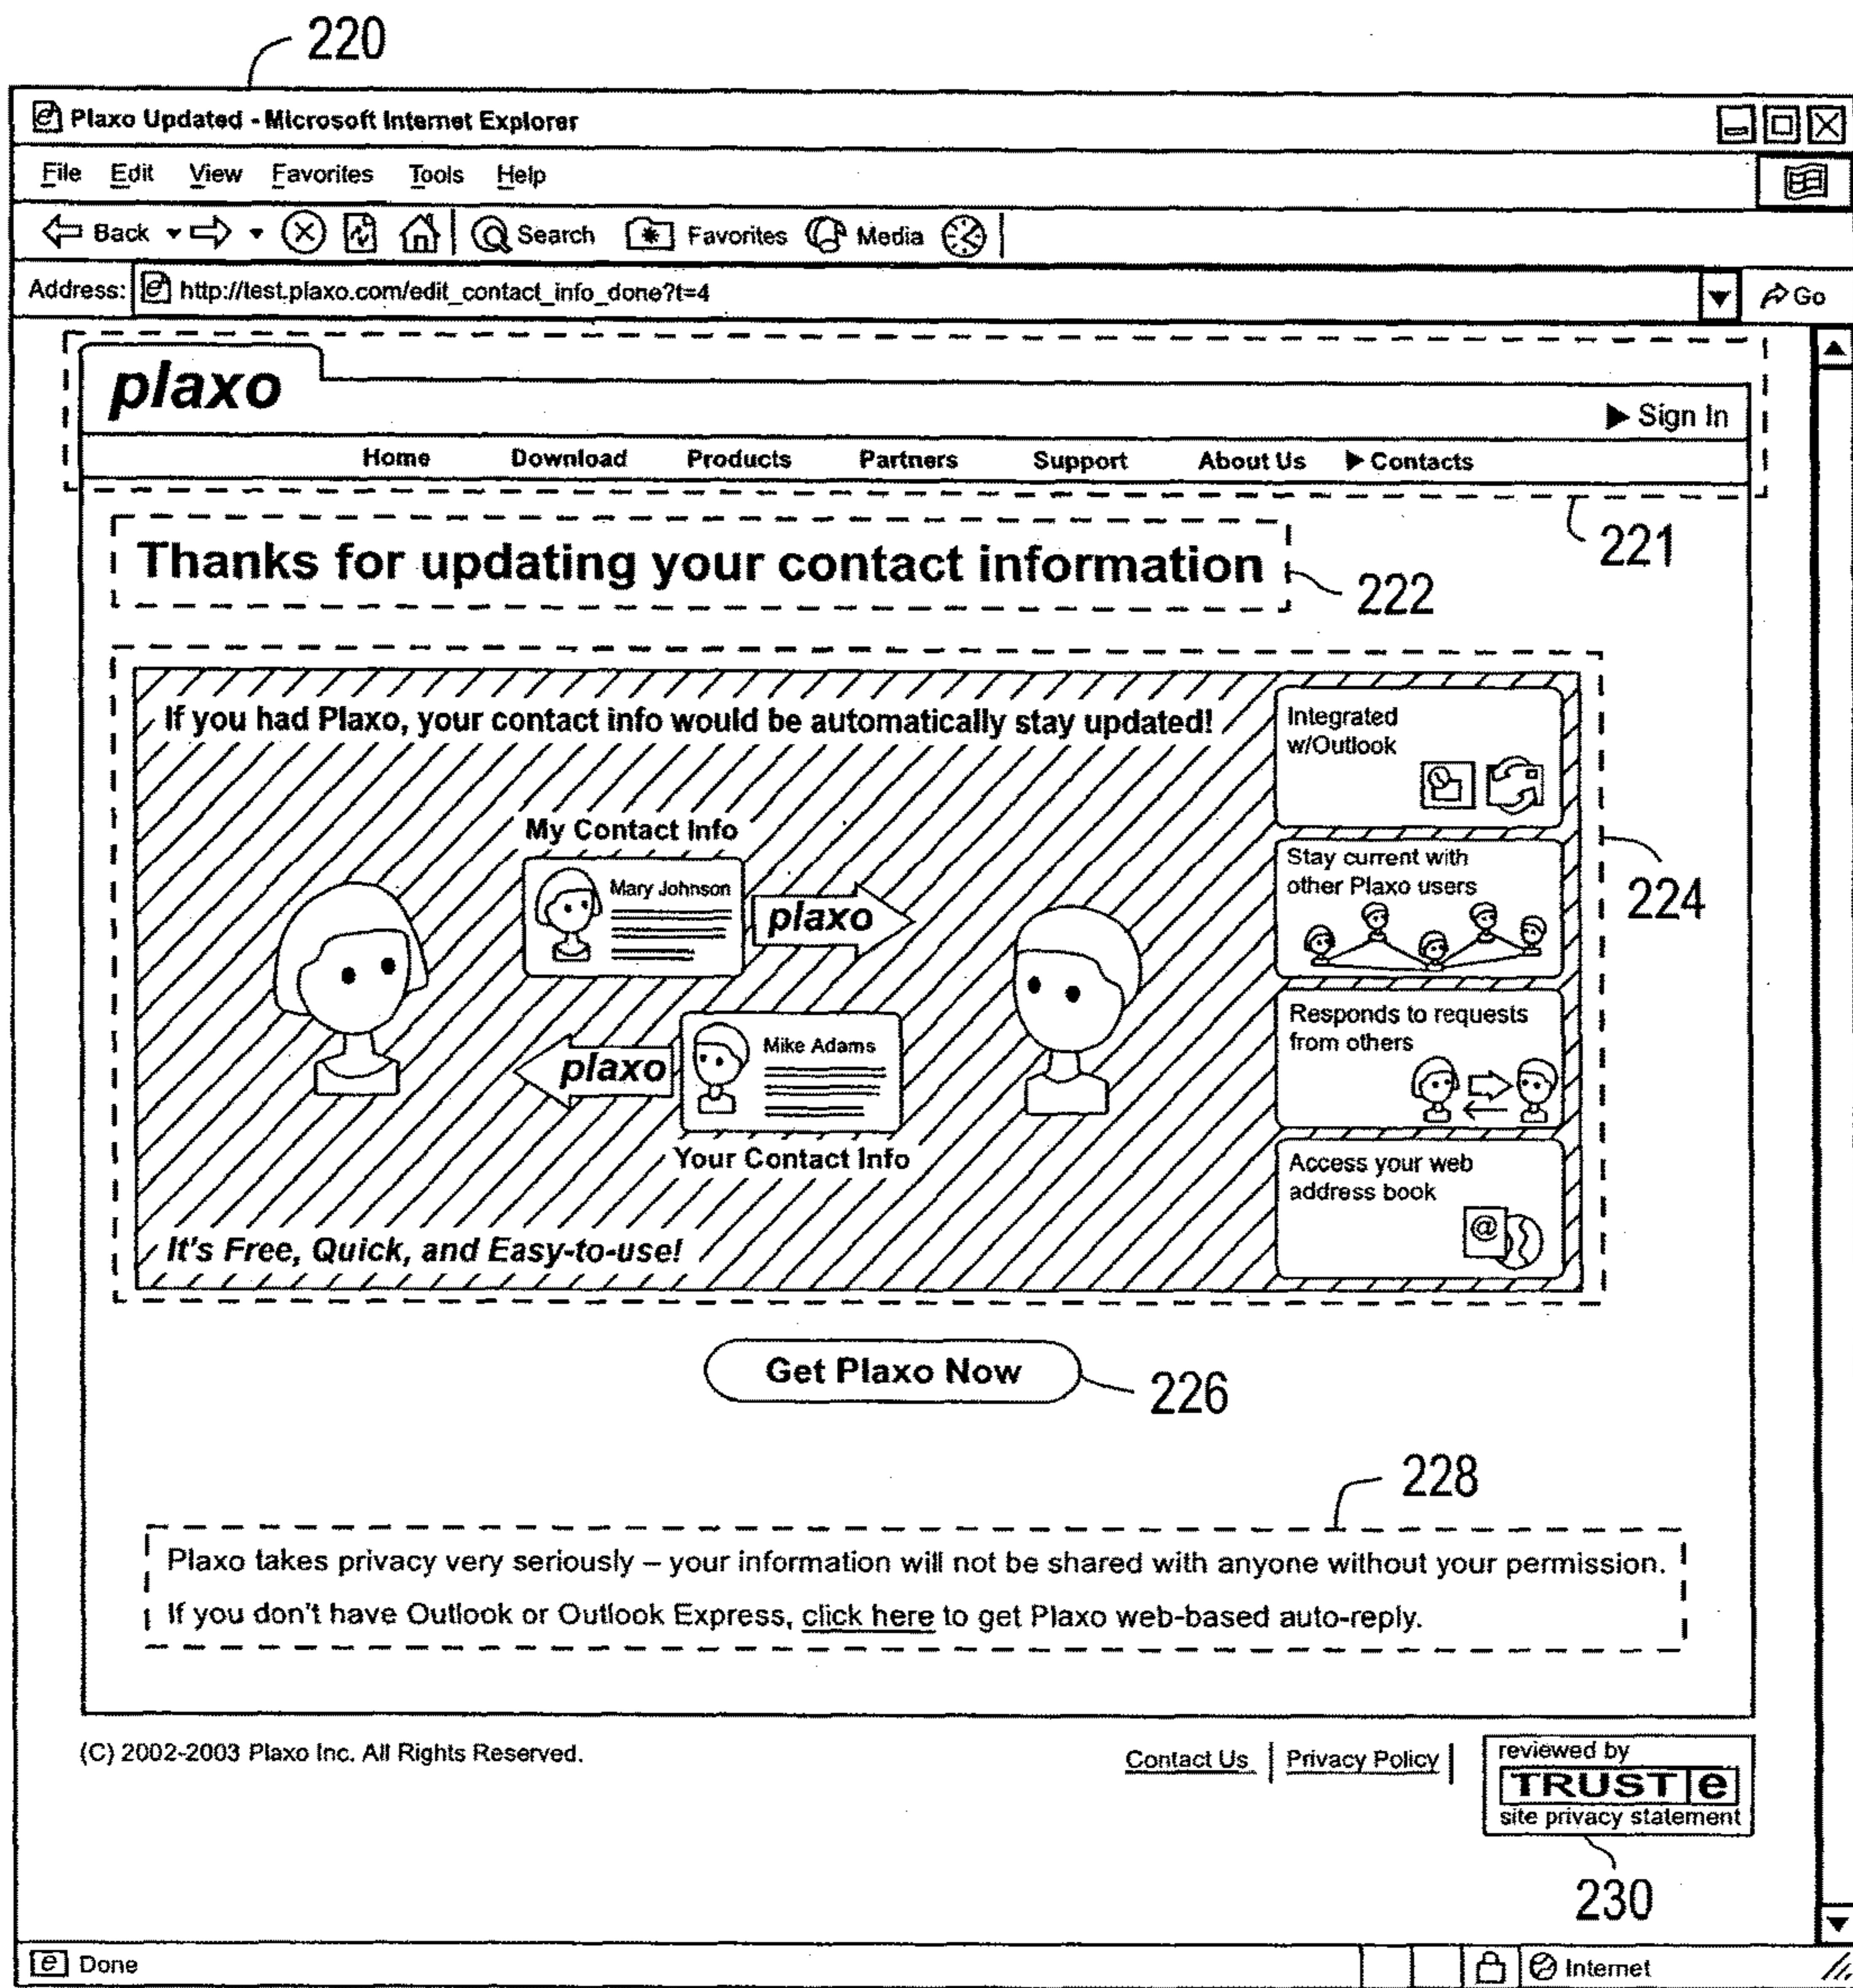 220
Plaxo Updated - Microsoft Internet Explorer
File Edit View Favorites Tools Help
Back Search Favorites Media
Address: http://test.plaxo.com/edit_contact_info_done?t=4 Go
plaxo
Sign In
Home Download Products Partners Support About Us Contacts
221
Thanks for updating your contact information
222
If you had Plaxo, your contact info would be automatically stay updated!
My Contact Info
Mary Johnson
plaxo
plaxo
Mike Adams
Your Contact Info
It's Free, Quick, and Easy-to-use!
Integrated
w/Outlook
Stay current with
other Plaxo users
Responds to requests
from others
Access your web
address book
@
224
Get Plaxo Now
226
228
Plaxo takes privacy very seriously – your information will not be shared with anyone without your permission.
If you don't have Outlook or Outlook Express, click here to get Plaxo web-based auto-reply.
(C) 2002-2003 Plaxo Inc. All Rights Reserved.
Contact Us | Privacy Policy |
reviewed by
TRUST e
site privacy statement
230
Done
Internet